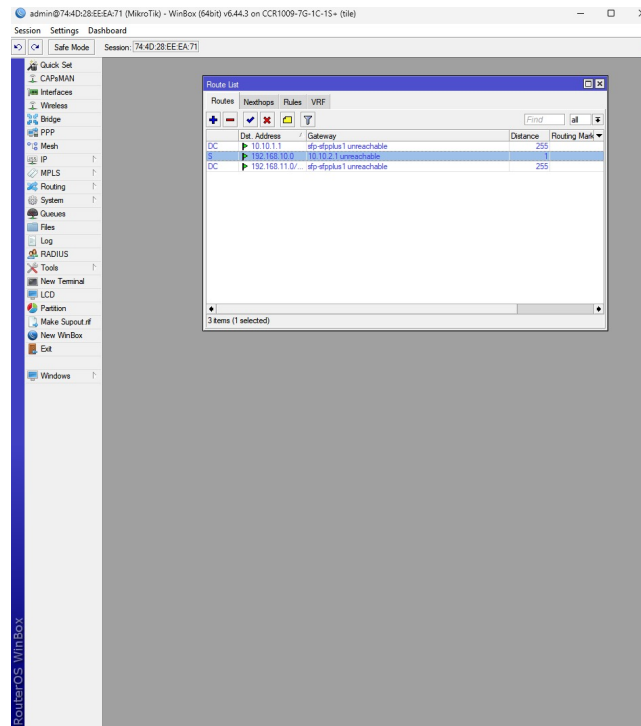 admin@74:4D:28:EE:EA:71 (MikroTik) - WinBox (64bit) v6.44.3 on CCR1009-7G-1C-1S+ (tile)
Session Settings Dashboard
Safe Mode Session: 74:4D:28:EE:EA:71
Quick Set
CAPsMAN
Interfaces
Wireless
Bridge
PPP
Mesh
IP
MPLS
Routing
System
Queues
Files
Log
RADIUS
Tools
New Terminal
LCD
Partition
Make Supout.rif
New WinBox
Exit
Windows
RouterOS WinBox
Route List
Routes Nexthops Rules VRF
Find all
Dst. Address / Gateway Distance Routing Mark
DC 10.10.1.1 sfp-sfpplus1 unreachable 255
S 192.168.10.0 10.10.2.1 unreachable 1
DC 192.168.11.0/... sfp-sfpplus1 unreachable 255
3 items (1 selected)